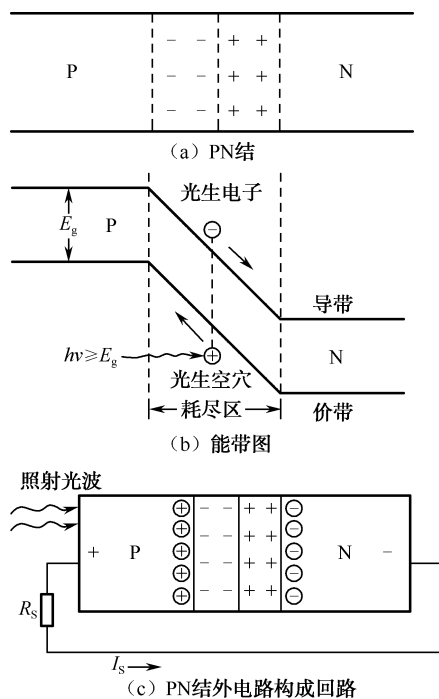 P - - + + N
- - + +
- - + +
(a)PN结
光生电子
E_g P ⊖
导带
hν≥E_g ⊕ N
光生空穴
耗尽区 价带
(b)能带图
照射光波
⊕ - - + + ⊖
⊕ - - + + ⊖
+ P ⊕ - - + + ⊖ N -
⊕ - - + + ⊖
R_S ⊕ ⊖
I_S
(c)PN结外电路构成回路